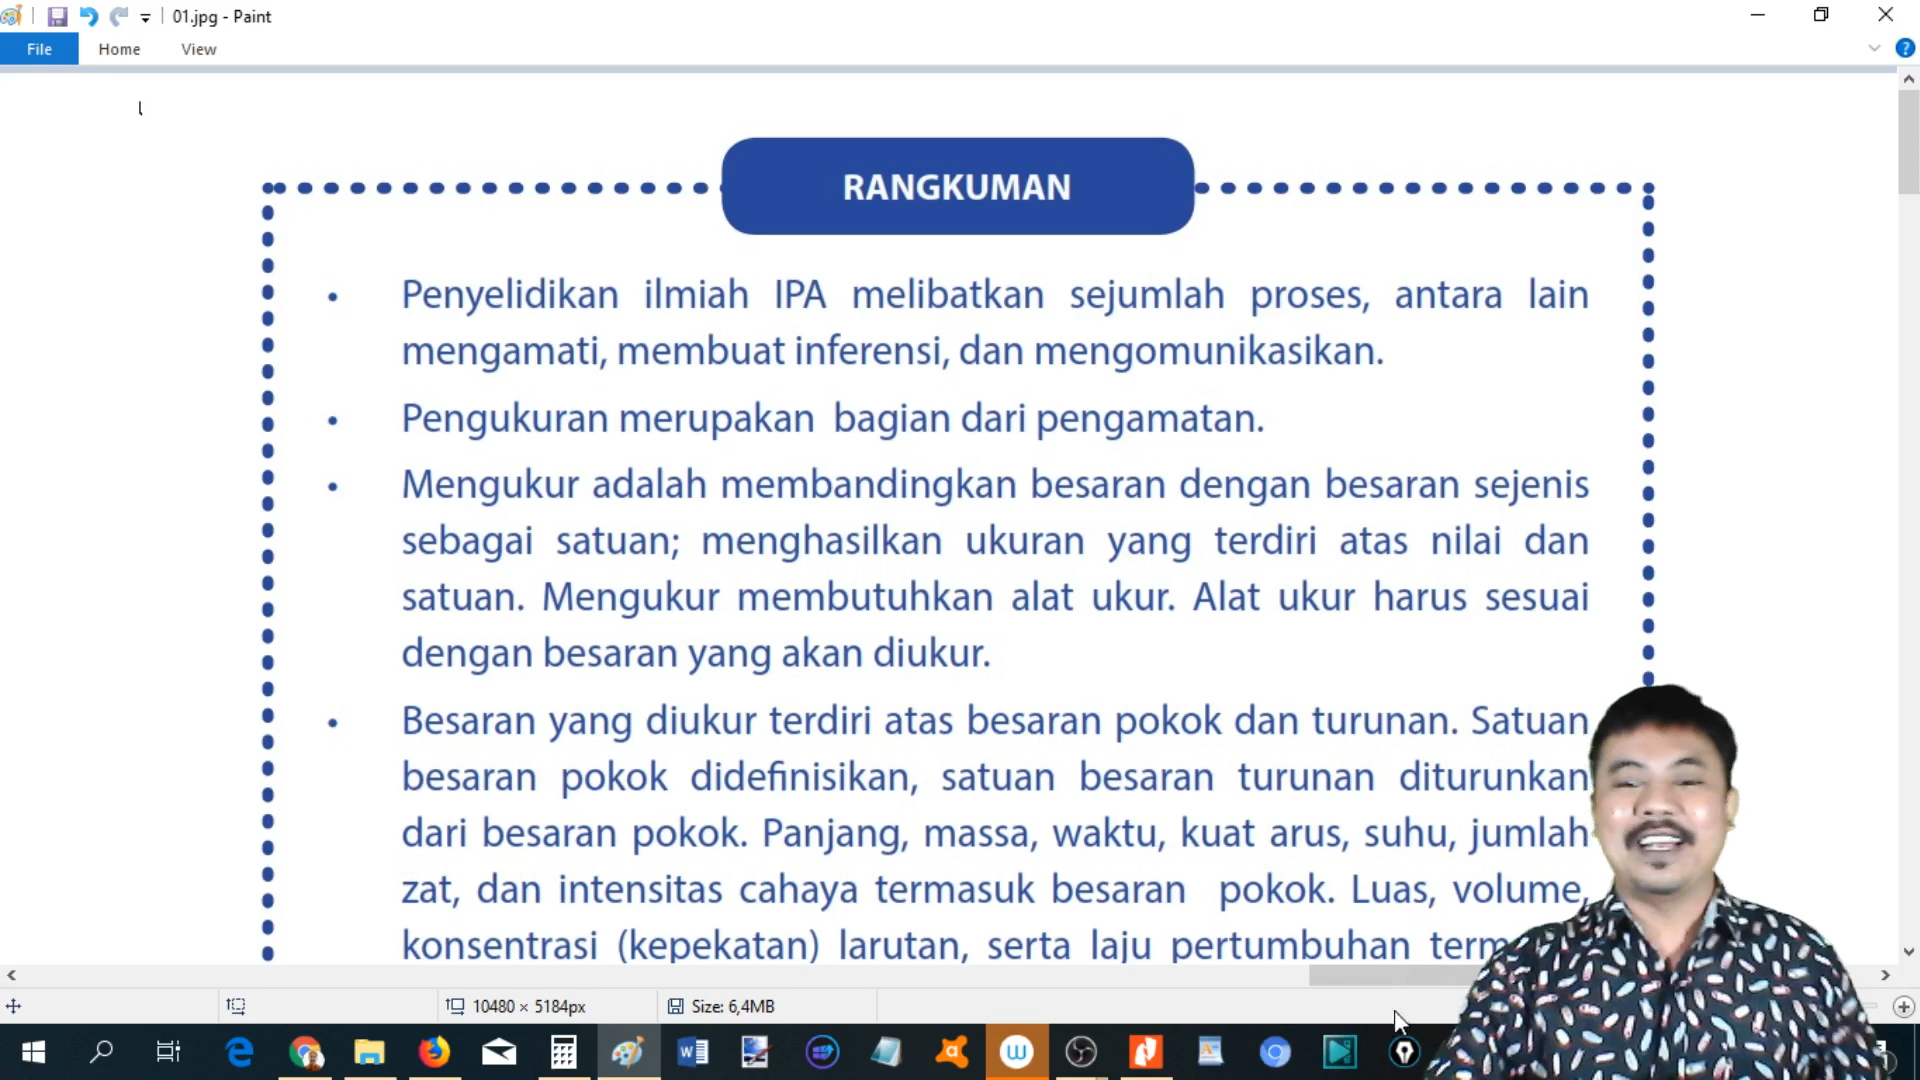 01.jpg - Paint
File Home View
RANGKUMAN
• Penyelidikan ilmiah IPA melibatkan sejumlah proses, antara lain
mengamati, membuat inferensi, dan mengomunikasikan.
• Pengukuran merupakan bagian dari pengamatan.
• Mengukur adalah membandingkan besaran dengan besaran sejenis
sebagai satuan; menghasilkan ukuran yang terdiri atas nilai dan
satuan. Mengukur membutuhkan alat ukur. Alat ukur harus sesuai
dengan besaran yang akan diukur.
• Besaran yang diukur terdiri atas besaran pokok dan turunan. Satuan
besaran pokok didefinisikan, satuan besaran turunan diturunkan
dari besaran pokok. Panjang, massa, waktu, kuat arus, suhu, jumlah
zat, dan intensitas cahaya termasuk besaran pokok. Luas, volume,
konsentrasi (kepekatan) larutan, serta laju pertumbuhan
10480 × 5184px Size: 6,4MB